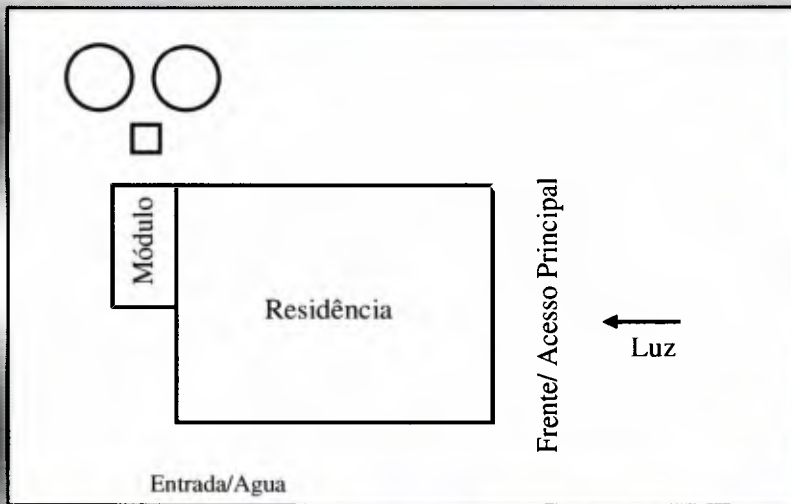 Módulo
Residência
Frente/ Acesso Principal
Luz
Entrada/Agua